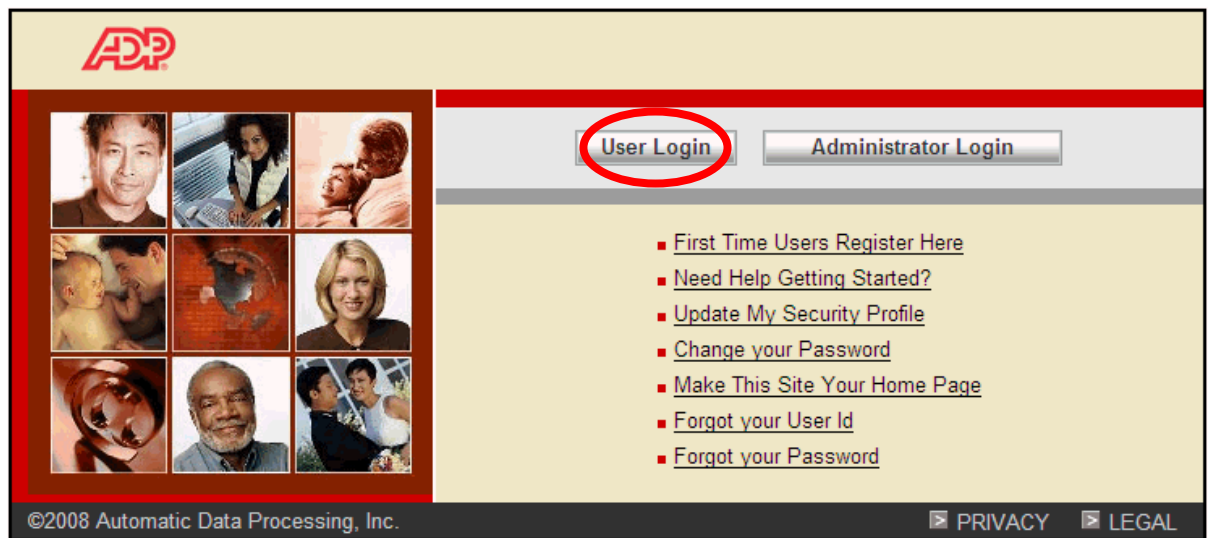 ADP
User Login Administrator Login
First Time Users Register Here
Need Help Getting Started?
Update My Security Profile
Change your Password
Make This Site Your Home Page
Forgot your User Id
Forgot your Password
©2008 Automatic Data Processing, Inc. PRIVACY LEGAL